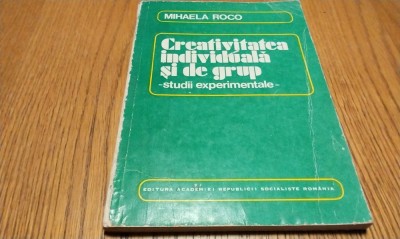 MIHAELA ROCO
Creativitatea
individuală
și de grup
-studii experimentale-
EDITURA ACADEMIEI REPUBLICII SOCIALISTE ROMÂNIA